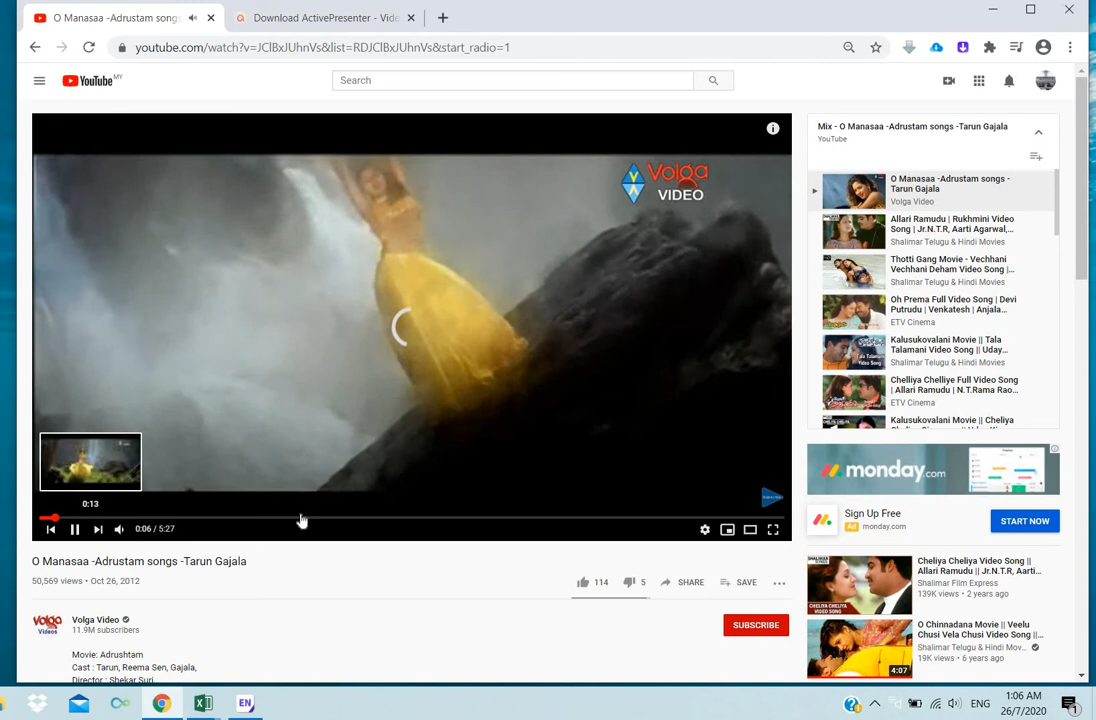 O Manasaa -Adrustam song:
Download ActivePresenter - Vide
youtube.com/watch?v=JClBxJUhnVs&list=RDJClBxJUhnVs&start_radio=1
YouTube MY
Search
Volga
VIDEO
0:13
0:06 / 5:27
O Manasaa -Adrustam songs -Tarun Gajala
50,569 views • Oct 26, 2012
114
5
SHARE
SAVE
Volga Videos
Volga Video
11.9M subscribers
SUBSCRIBE
Movie: Adrushtam
Cast : Tarun, Reema Sen, Gajala,
Director : Shekar Suri
Mix - O Manasaa -Adrustam songs -Tarun Gajala
YouTube
O Manasaa -Adrustam songs -
Tarun Gajala
Volga Video
Allari Ramudu | Rukhmini Video
Song | Jr.N.T.R, Aarti Agarwal,...
Shalimar Telugu & Hindi Movies
Thotti Gang Movie - Vechhani
Vechhani Deham Video Song |...
Shalimar Telugu & Hindi Movies
Oh Prema Full Video Song | Devi
Putrudu | Venkatesh | Anjala...
ETV Cinema
Kalusukovalani Movie || Tala
Talamani Video Song || Uday...
Shalimar Telugu & Hindi Movies
Chelliya Chelliye Full Video Song
| Allari Ramudu | N.T.Rama Rao...
ETV Cinema
Kalusukovalani Movie || Cheliya
monday.com
Sign Up Free
Ad monday.com
START NOW
Cheliya Cheliya Video Song ||
Allari Ramudu || Jr.N.T.R, Aarti...
Shalimar Film Express
139K views • 2 years ago
O Chinnadana Movie || Veelu
Chusi Vela Chusi Video Song ||...
Shalimar Telugu & Hindi Mov...
19K views • 6 years ago
4:07
EN
ENG
1:06 AM
26/7/2020
1